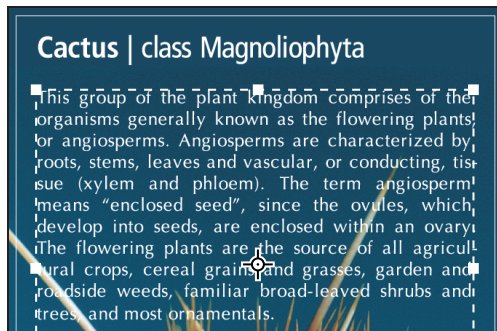 Cactus | class Magnoliophyta
This group of the plant kingdom comprises of the
organisms generally known as the flowering plants
or angiosperms. Angiosperms are characterized by
roots, stems, leaves and vascular, or conducting, tis-
sue (xylem and phloem). The term angiosperm
means “enclosed seed”, since the ovules, which
develop into seeds, are enclosed within an ovary.
The flowering plants are the source of all agricul-
tural crops, cereal grains and grasses, garden and
roadside weeds, familiar broad-leaved shrubs and
trees, and most ornamentals.